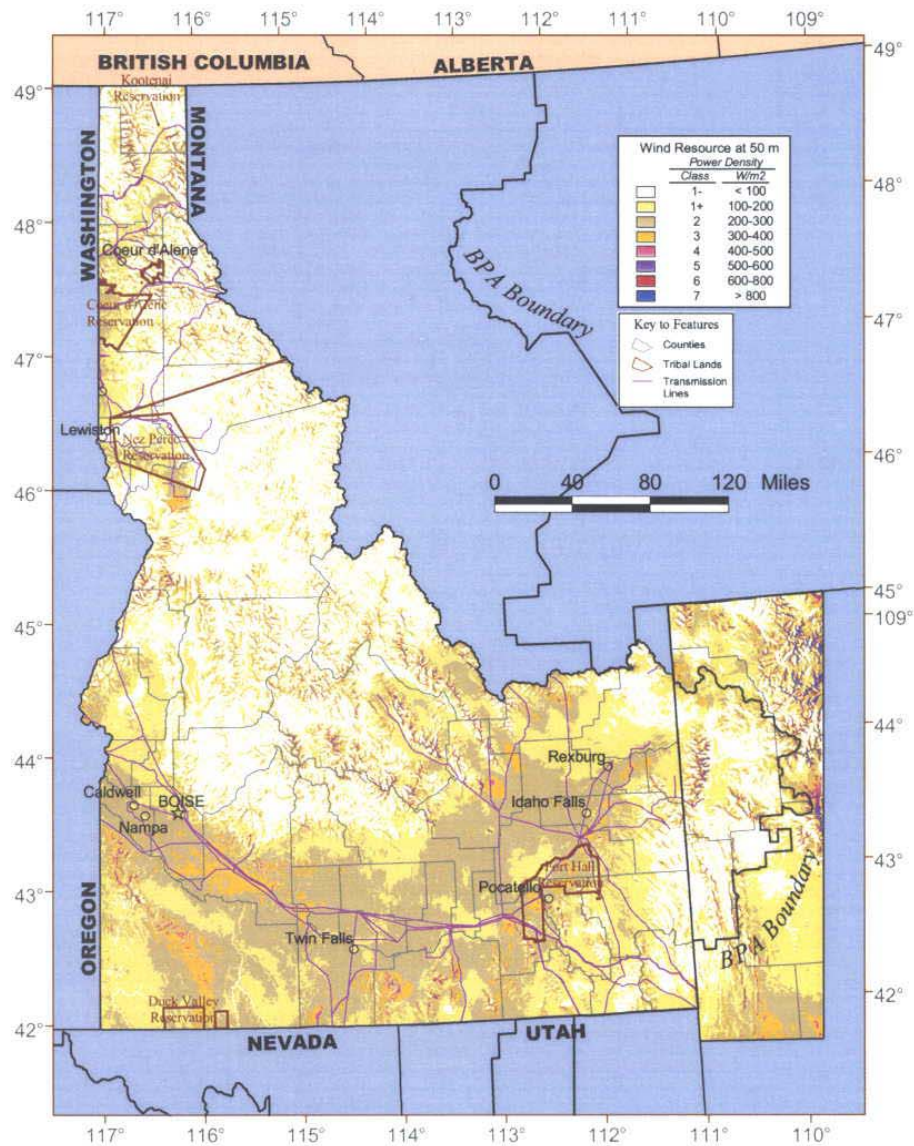 117° 116° 115° 114° 113° 112° 111° 110° 109°
BRITISH COLUMBIA
ALBERTA
49°
49°
Kootenai
Reservation
WASHINGTON
MONTANA
Wind Resource at 50 m
Power Density
Class W/m2
1- < 100
1+ 100-200
2 200-300
3 300-400
4 400-500
5 500-600
6 600-800
7 > 800
48°
48°
Coeur d'Alene
BPA Boundary
Coeur d'Alene
Reservation
Key to Features
Counties
Tribal Lands
Transmission
Lines
47°
47°
Lewiston
Nez Perce
Reservation
46°
46°
0 40 80 120 Miles
45°
45°
109°
44°
44°
Rexburg
Caldwell
BOISE
Idaho Falls
Nampa
43°
43°
Fort Hall
Reservation
Pocatello
OREGON
Twin Falls
BPA Boundary
Duck Valley
Reservation
42°
42°
NEVADA
UTAH
117° 116° 115° 114° 113° 112° 111° 110°